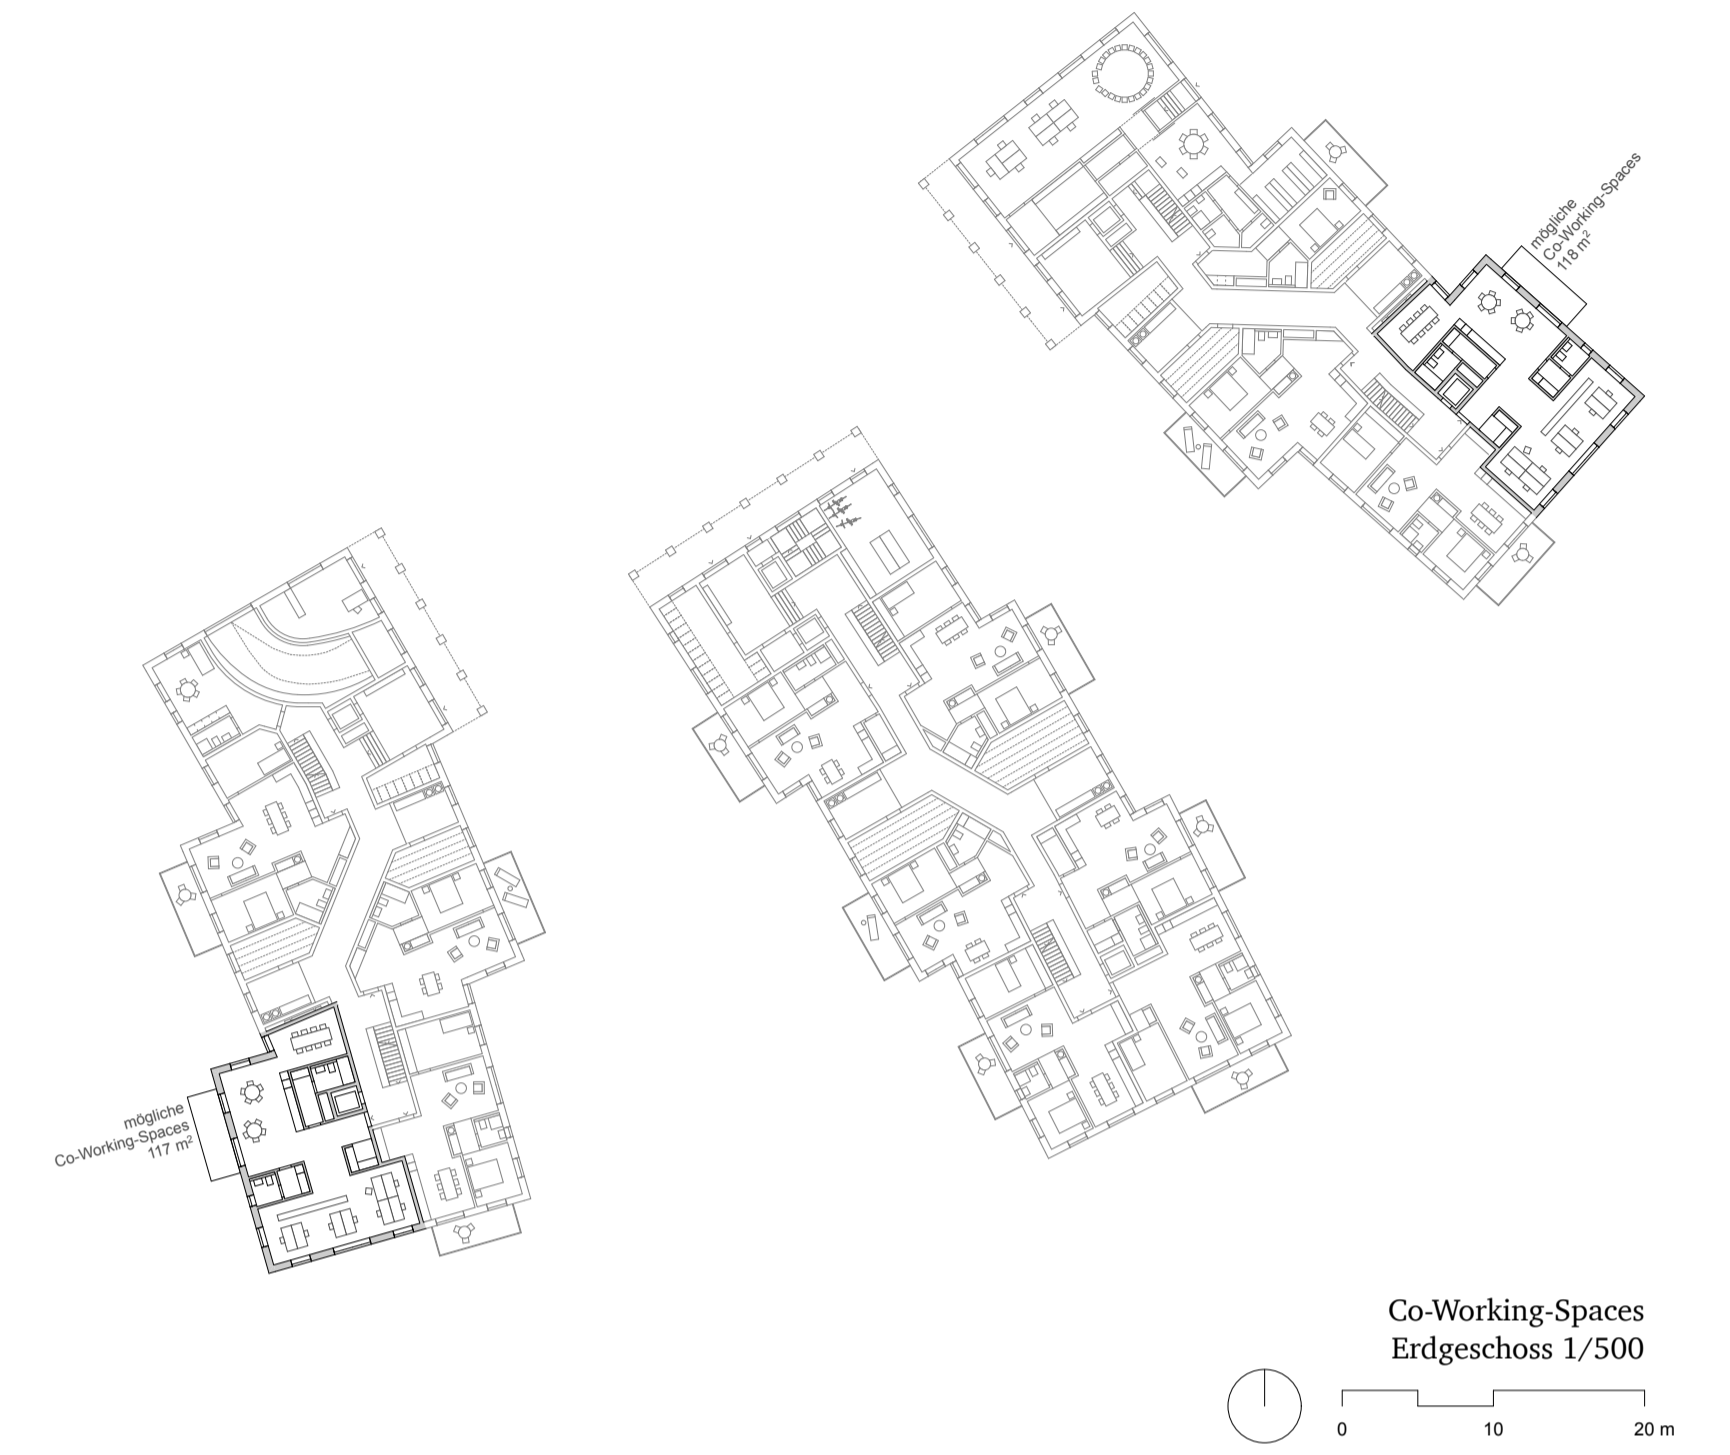 mögliche
Co-Working-Spaces
118 m²
mögliche
Co-Working-Spaces
117 m²
Co-Working-Spaces
Erdgeschoss 1/500
0 10 20 m